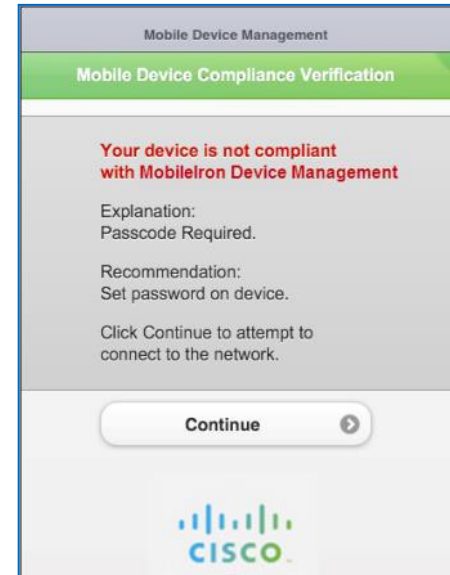 Mobile Device Management
Mobile Device Compliance Verification
Your device is not compliant
with MobileIron Device Management
Explanation:
Passcode Required.
Recommendation:
Set password on device.
Click Continue to attempt to
connect to the network.
Continue
CISCO